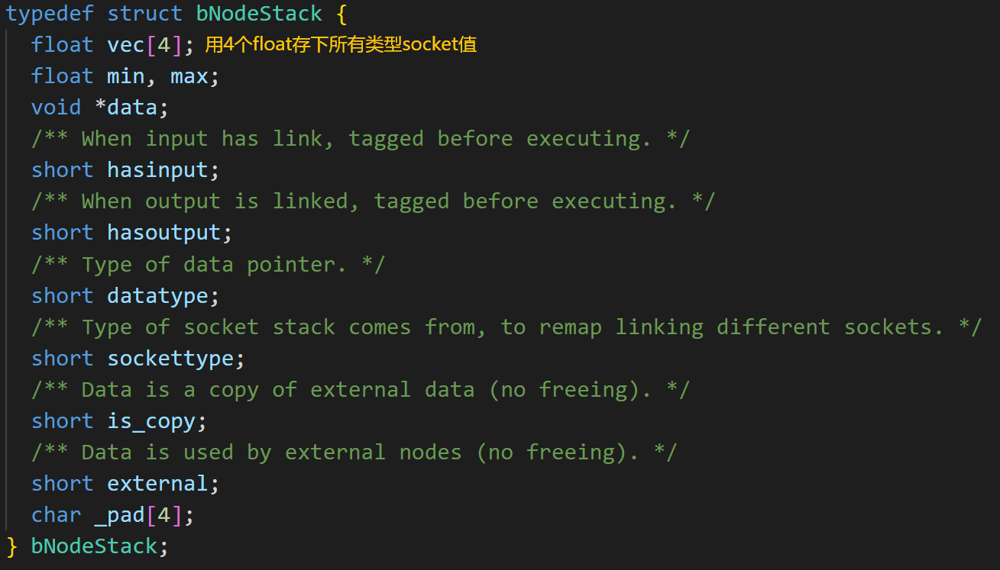 typedef struct bNodeStack {
float vec[4]; 用4个float存下所有类型socket值
float min, max;
void *data;
/** When input has link, tagged before executing. */
short hasinput;
/** When output is linked, tagged before executing. */
short hasoutput;
/** Type of data pointer. */
short datatype;
/** Type of socket stack comes from, to remap linking different sockets. */
short sockettype;
/** Data is a copy of external data (no freeing). */
short is_copy;
/** Data is used by external nodes (no freeing). */
short external;
char _pad[4];
} bNodeStack;